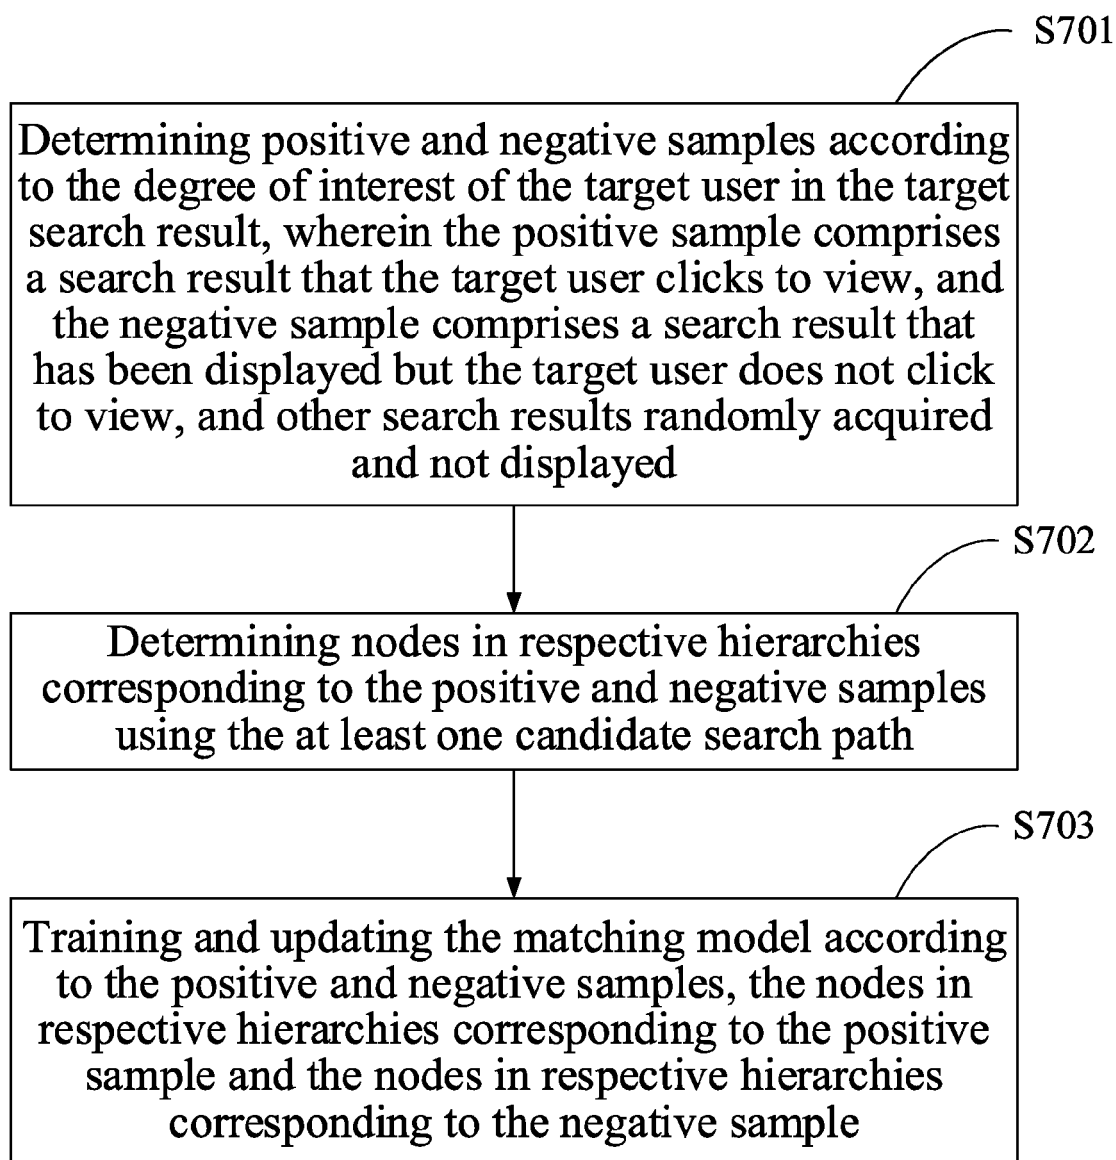 S701
Determining positive and negative samples according
to the degree of interest of the target user in the target
search result, wherein the positive sample comprises
a search result that the target user clicks to view, and
the negative sample comprises a search result that
has been displayed but the target user does not click
to view, and other search results randomly acquired
and not displayed
S702
Determining nodes in respective hierarchies
corresponding to the positive and negative samples
using the at least one candidate search path
S703
Training and updating the matching model according
to the positive and negative samples, the nodes in
respective hierarchies corresponding to the positive
sample and the nodes in respective hierarchies
corresponding to the negative sample